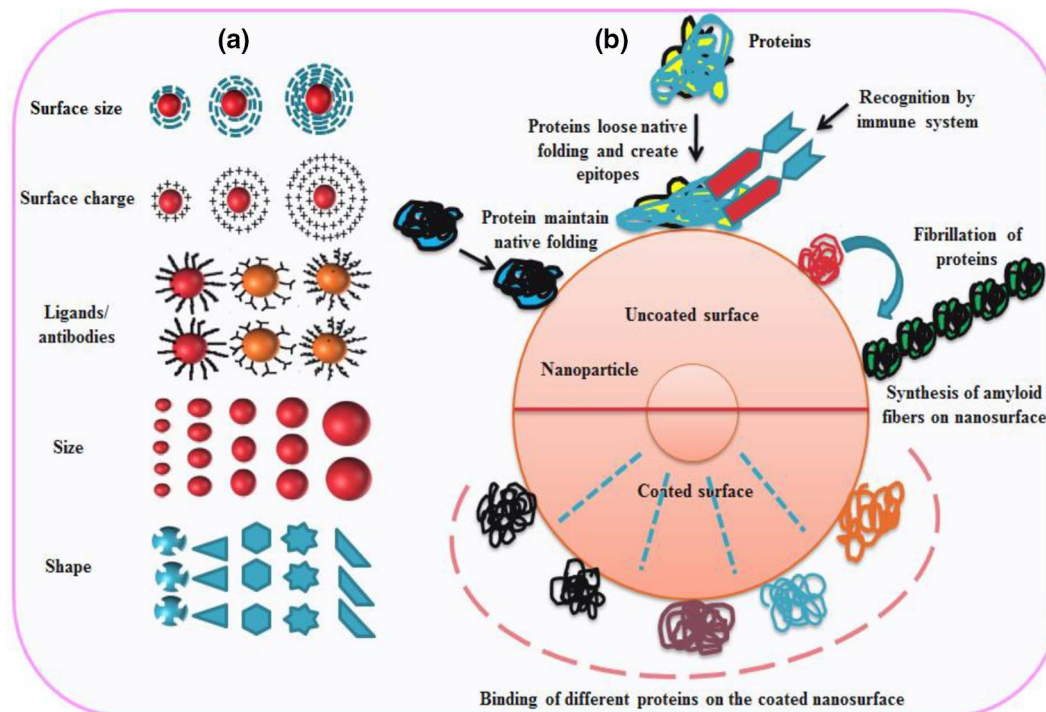 (a)
Surface size
Surface charge
Ligands/
antibodies
Size
Shape
(b)
Proteins
Recognition by
immune system
Proteins loose native
folding and create
epitopes
Protein maintain
native folding
Fibrillation of
proteins
Uncoated surface
Nanoparticle
Synthesis of amyloid
fibers on nanosurface
Coated surface
Binding of different proteins on the coated nanosurface